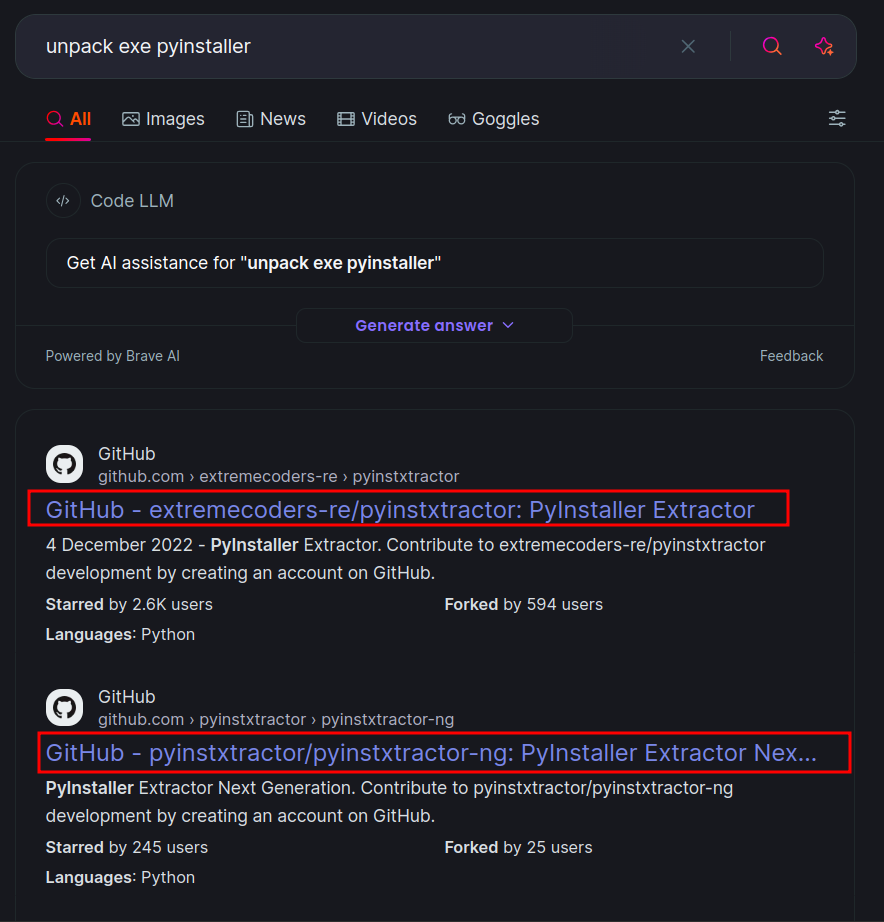 unpack exe pyinstaller
All Images News Videos Goggles
Code LLM
Get AI assistance for "unpack exe pyinstaller"
Generate answer
Powered by Brave AI Feedback
GitHub
github.com › extremecoders-re › pyinstxtractor
GitHub - extremecoders-re/pyinstxtractor: PyInstaller Extractor
4 December 2022 - PyInstaller Extractor. Contribute to extremecoders-re/pyinstxtractor
development by creating an account on GitHub.
Starred by 2.6K users Forked by 594 users
Languages: Python
GitHub
github.com › pyinstxtractor › pyinstxtractor-ng
GitHub - pyinstxtractor/pyinstxtractor-ng: PyInstaller Extractor Nex...
PyInstaller Extractor Next Generation. Contribute to pyinstxtractor/pyinstxtractor-ng
development by creating an account on GitHub.
Starred by 245 users Forked by 25 users
Languages: Python